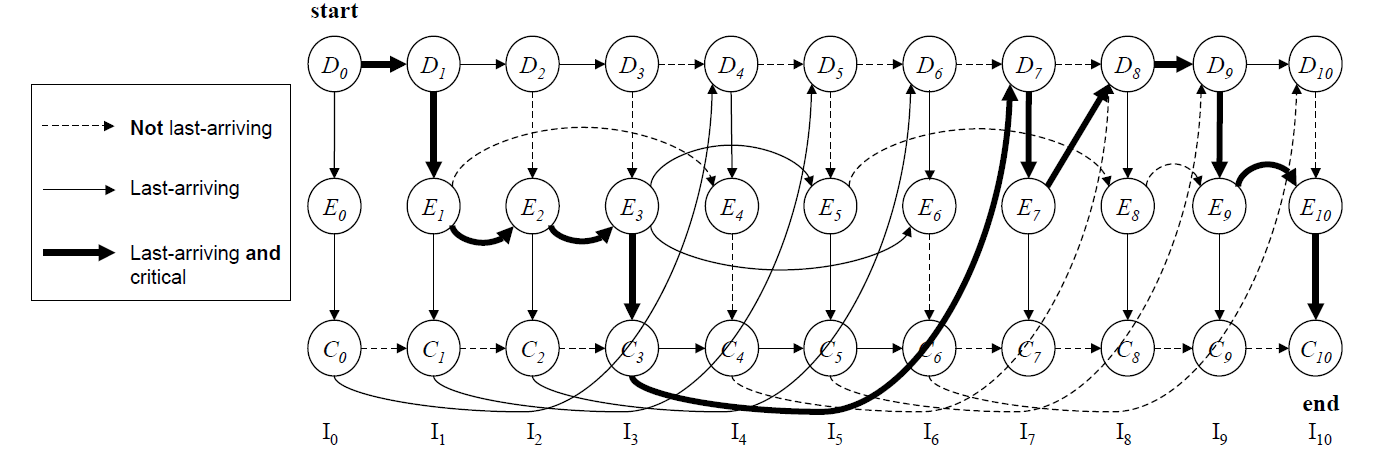 start
D0 D1 D2 D3 D4 D5 D6 D7 D8 D9 D10
Not last-arriving
Last-arriving
Last-arriving and
critical
E0 E1 E2 E3 E4 E5 E6 E7 E8 E9 E10
C0 C1 C2 C3 C4 C5 C6 C7 C8 C9 C10
end
I0 I1 I2 I3 I4 I5 I6 I7 I8 I9 I10